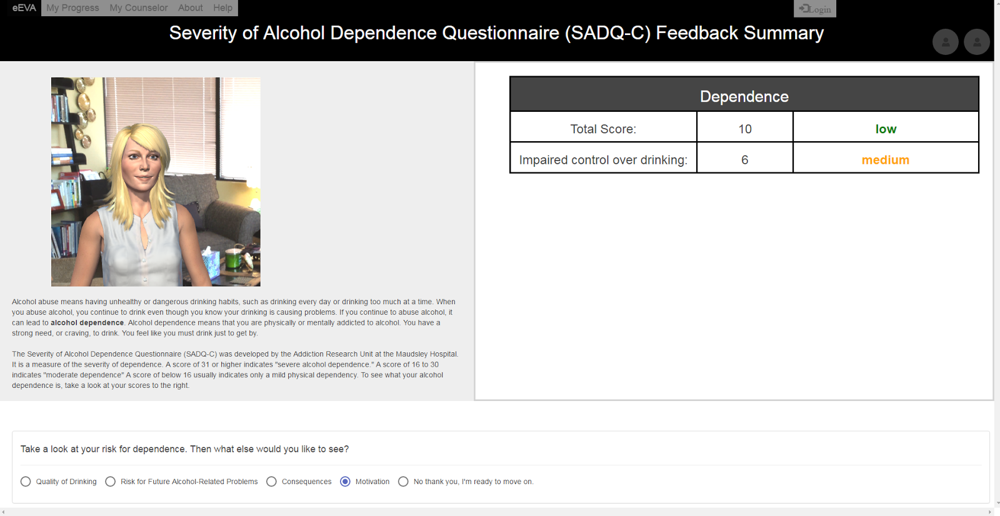 eEVA My Progress My Counselor About Help Login
Severity of Alcohol Dependence Questionnaire (SADQ-C) Feedback Summary
Alcohol abuse means having unhealthy or dangerous drinking habits, such as drinking every day or drinking too much at a time. When
you abuse alcohol, you continue to drink even though you know your drinking is causing problems. If you continue to abuse alcohol, it
can lead to alcohol dependence. Alcohol dependence means that you are physically or mentally addicted to alcohol. You have a
strong need, or craving, to drink. You feel like you must drink just to get by.
The Severity of Alcohol Dependence Questionnaire (SADQ-C) was developed by the Addiction Research Unit at the Maudsley Hospital.
It is a measure of the severity of dependence. A score of 31 or higher indicates "severe alcohol dependence." A score of 16 to 30
indicates "moderate dependence" A score of below 16 usually indicates only a mild physical dependency. To see what your alcohol
dependence is, take a look at your scores to the right.
Dependence
Total Score: 10 low
Impaired control over drinking: 6 medium
Take a look at your risk for dependence. Then what else would you like to see?
Quality of Drinking Risk for Future Alcohol-Related Problems Consequences Motivation No thank you, I'm ready to move on.